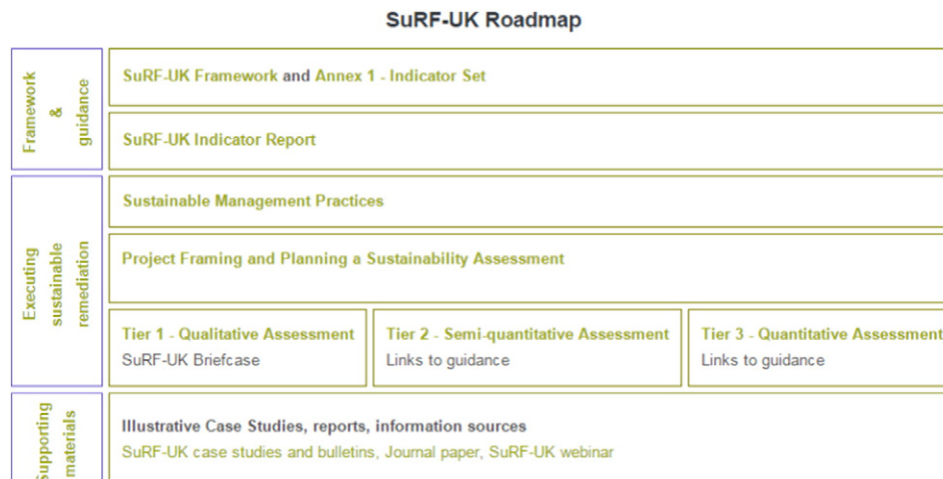 SuRF-UK Roadmap
Framework
&
guidance
SuRF-UK Framework and Annex 1 - Indicator Set
SuRF-UK Indicator Report
Executing
sustainable
remediation
Sustainable Management Practices
Project Framing and Planning a Sustainability Assessment
Tier 1 - Qualitative Assessment
SuRF-UK Briefcase
Tier 2 - Semi-quantitative Assessment
Links to guidance
Tier 3 - Quantitative Assessment
Links to guidance
Supporting
materials
Illustrative Case Studies, reports, information sources
SuRF-UK case studies and bulletins, Journal paper, SuRF-UK webinar